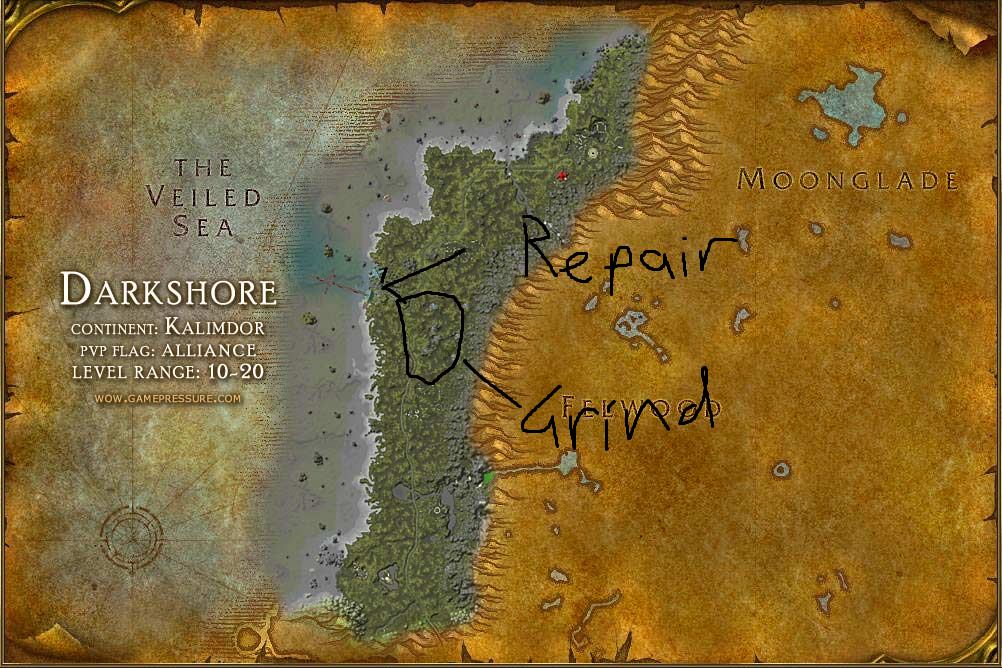 THE
VEILED
SEA
MOONGLADE
Repair
DARKSHORE
CONTINENT: KALIMDOR
PVP FLAG: ALLIANCE
LEVEL RANGE: 10-20
WOW.GAMEPRESSURE.COM
FELWOOD
Grind